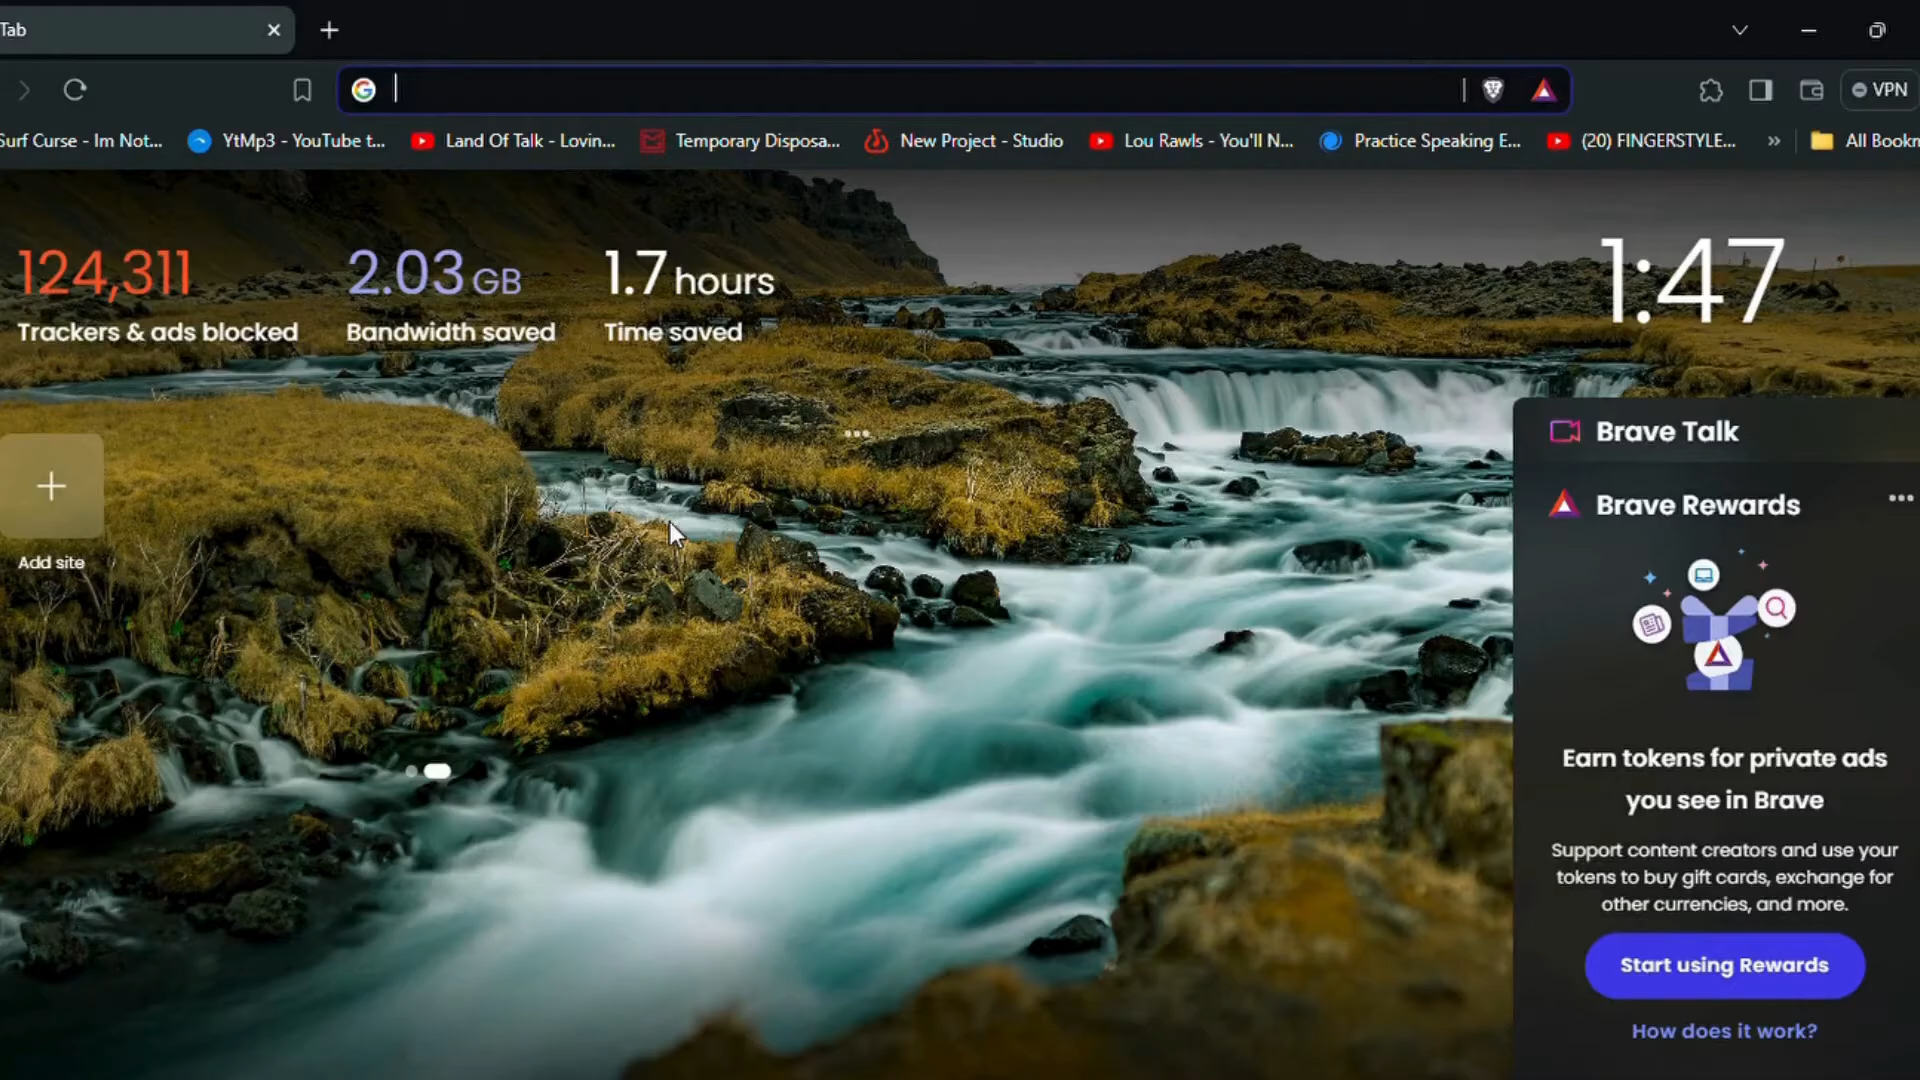 Tab
VPN
Surf Curse - Im Not...
YtMp3 - YouTube t...
Land Of Talk - Lovin...
Temporary Disposa...
New Project - Studio
Lou Rawls - You'll N...
Practice Speaking E...
(20) FINGERSTYLE...
All Bookm
124,311
Trackers & ads blocked
2.03 GB
Bandwidth saved
1.7 hours
Time saved
1:47
Add site
Brave Talk
Brave Rewards
Earn tokens for private ads
you see in Brave
Support content creators and use your
tokens to buy gift cards, exchange for
other currencies, and more.
Start using Rewards
How does it work?